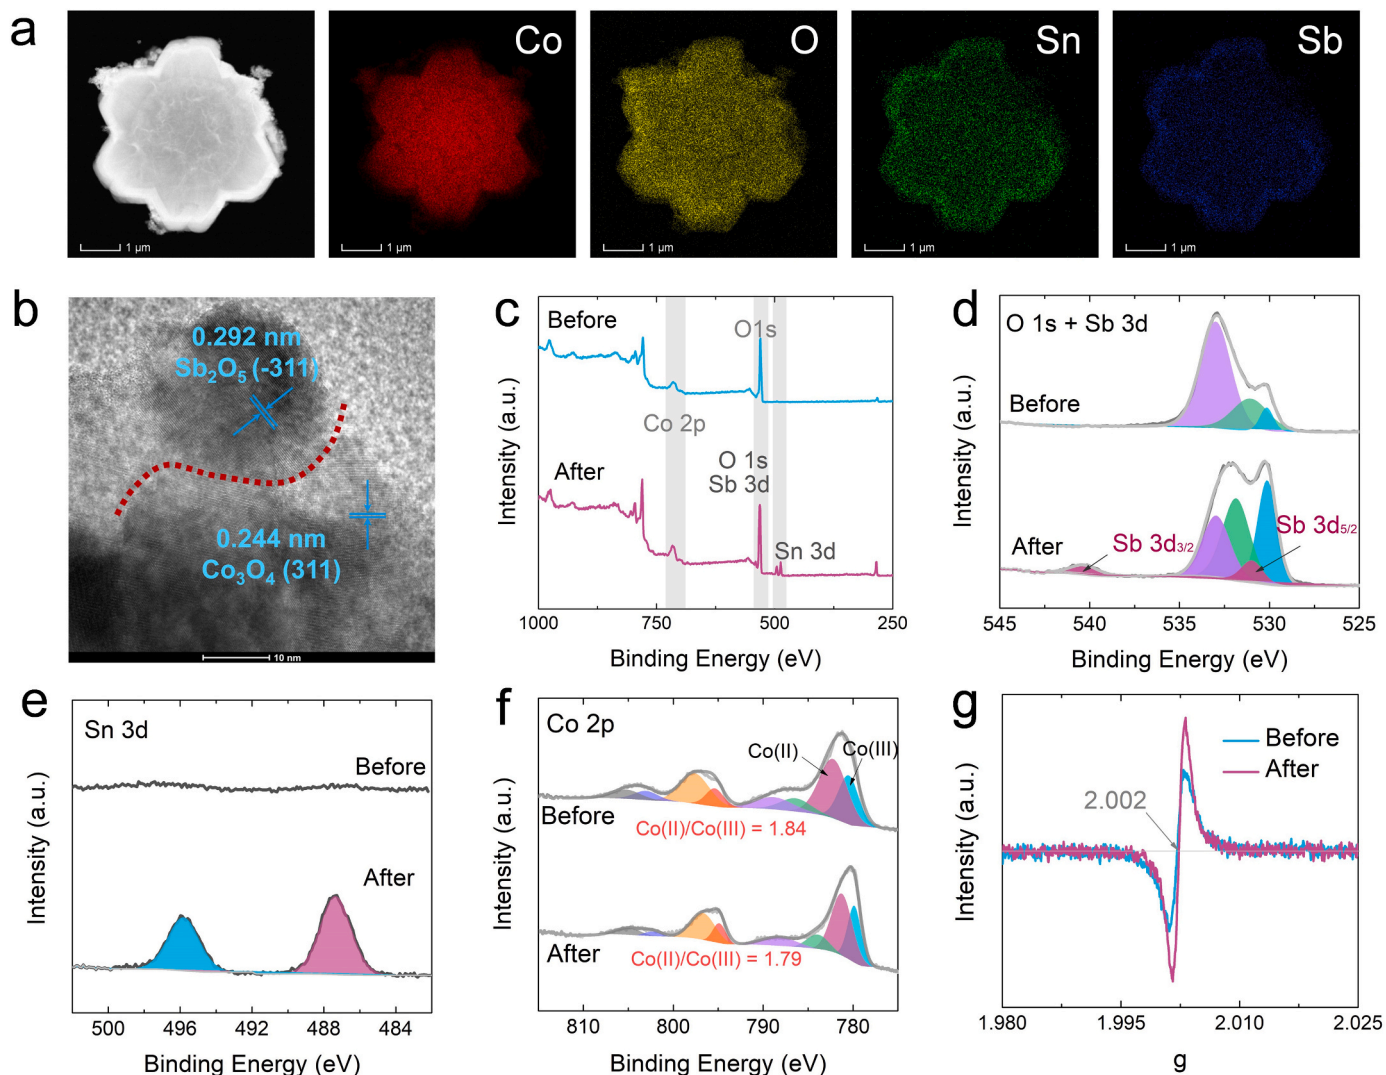 a
Co
O
Sn
Sb
1 µm
1 µm
1 µm
1 µm
1 µm
b
0.292 nm
Sb₂O₅ (-311)
0.244 nm
Co₃O₄ (311)
10 nm
c
Before
O1s
Co 2p
After
O 1s
Sb 3d
Sn 3d
Intensity (a.u.)
1000
750
500
250
Binding Energy (eV)
d
O 1s + Sb 3d
Before
After
Sb 3d₃/₂
Sb 3d₅/₂
Intensity (a.u.)
545
540
535
530
525
Binding Energy (eV)
e
Sn 3d
Before
After
Intensity (a.u.)
500
496
492
488
484
Binding Energy (eV)
f
Co 2p
Co(II)
Co(III)
Before
Co(II)/Co(III) = 1.84
After
Co(II)/Co(III) = 1.79
Intensity (a.u.)
810
800
790
780
Binding Energy (eV)
g
Before
After
2.002
Intensity (a.u.)
1.980
1.995
2.010
2.025
g